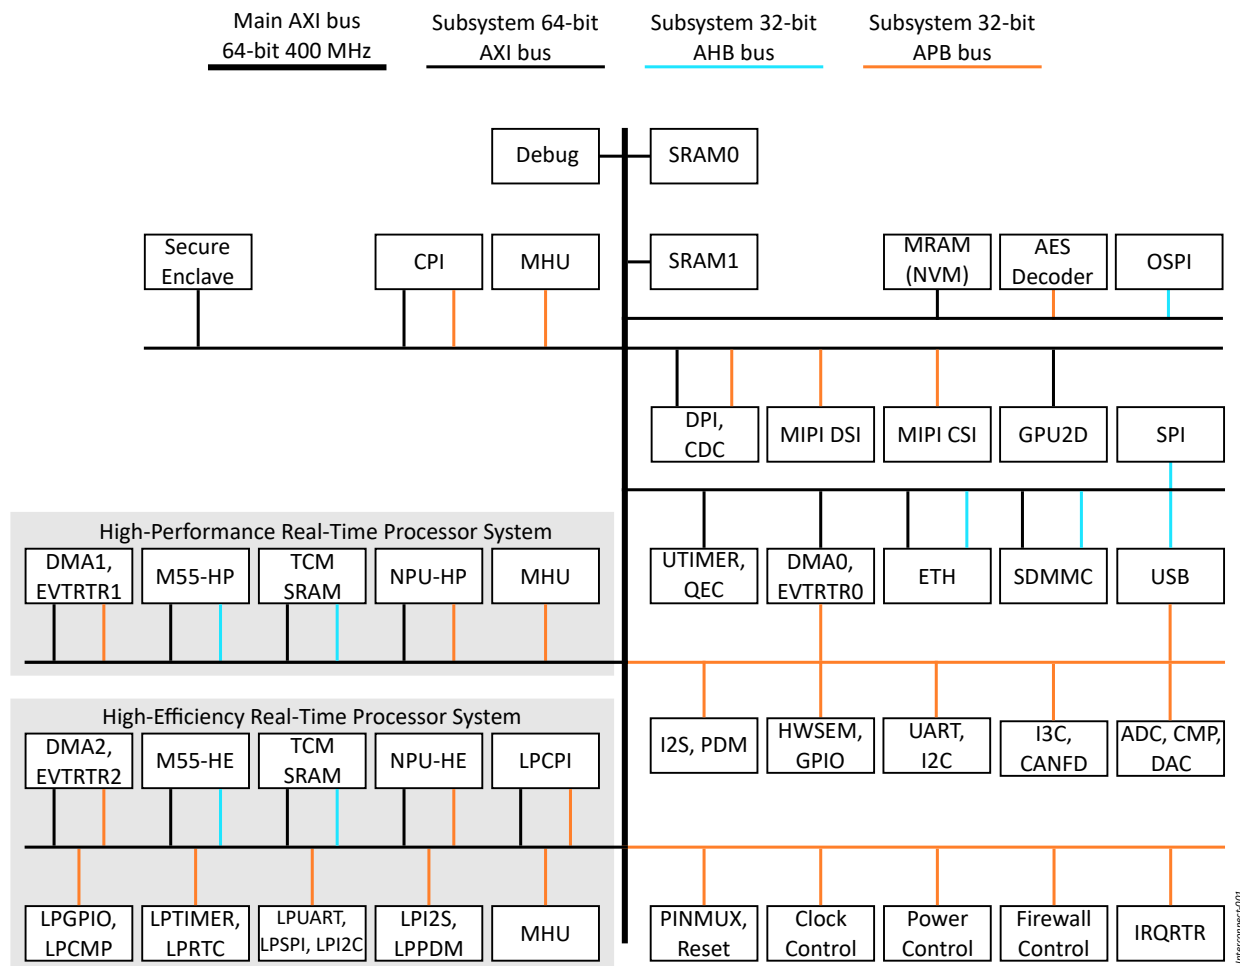 Main AXI bus
64-bit 400 MHz
Subsystem 64-bit
AXI bus
Subsystem 32-bit
AHB bus
Subsystem 32-bit
APB bus
Debug
SRAM0
Secure
Enclave
CPI
MHU
SRAM1
MRAM
(NVM)
AES
Decoder
OSPI
DPI,
CDC
MIPI DSI
MIPI CSI
GPU2D
SPI
High-Performance Real-Time Processor System
DMA1,
EVTRTR1
M55-HP
TCM
SRAM
NPU-HP
MHU
UTIMER,
QEC
DMA0,
EVTRTR0
ETH
SDMMC
USB
High-Efficiency Real-Time Processor System
DMA2,
EVTRTR2
M55-HE
TCM
SRAM
NPU-HE
LPCPI
I2S, PDM
HWSEM,
GPIO
UART,
I2C
I3C,
CANFD
ADC, CMP,
DAC
LPGPIO,
LPCMP
LPTIMER,
LPRTC
LPUART,
LPSPI, LPI2C
LPI2S,
LPPDM
MHU
PINMUX,
Reset
Clock
Control
Power
Control
Firewall
Control
IRQRTR
Interconnect-001